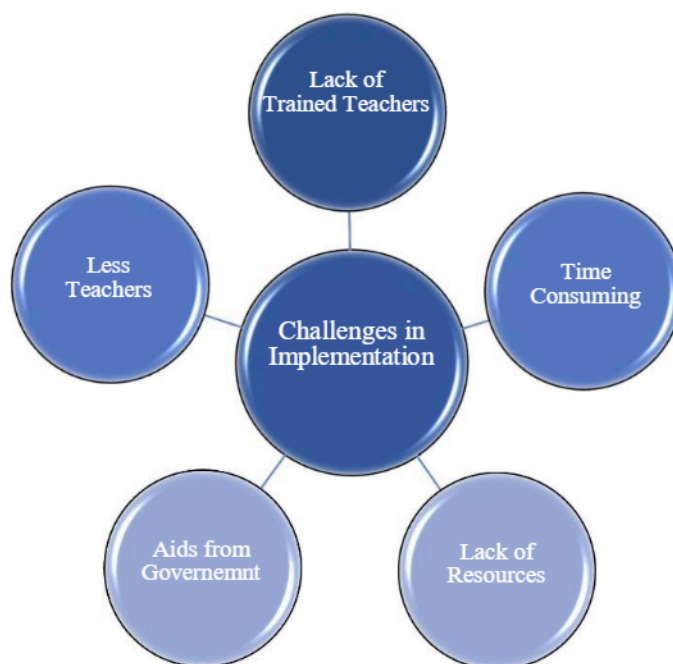 Lack of
Trained Teachers
Less
Teachers
Time
Consuming
Challenges in
Implementation
Aids from
Governemnt
Lack of
Resources